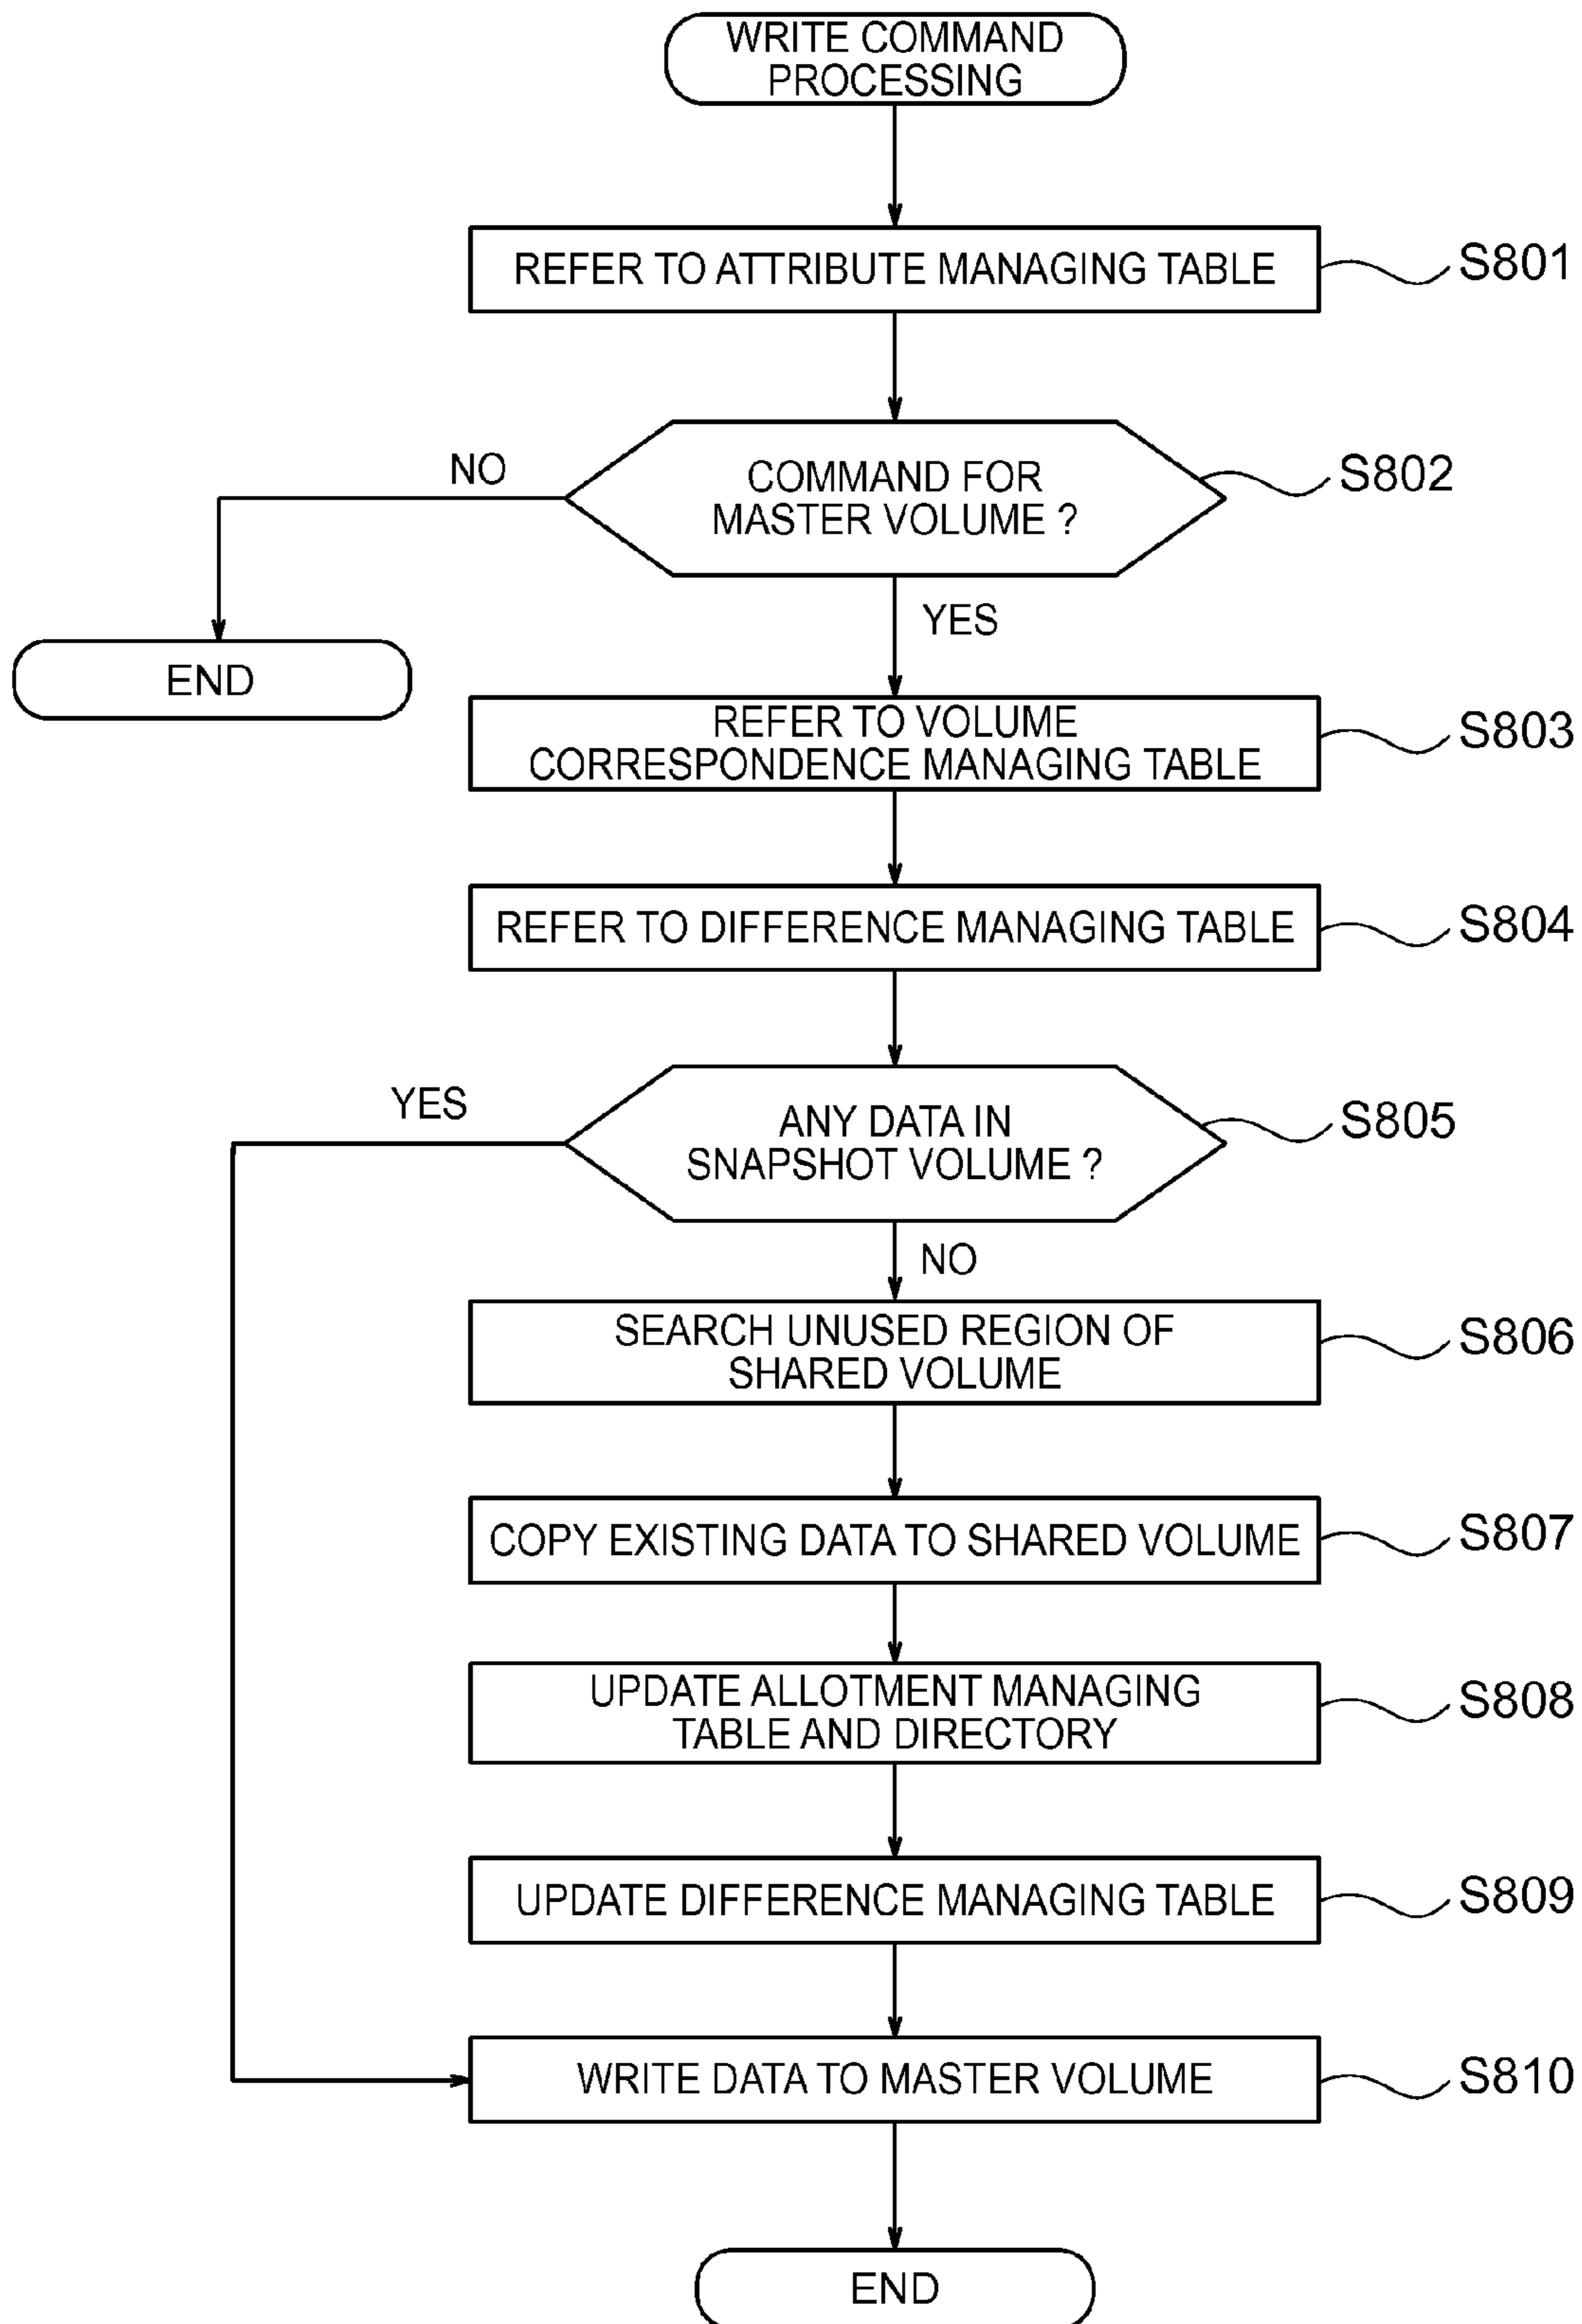 WRITE COMMAND
PROCESSING
REFER TO ATTRIBUTE MANAGING TABLE
S801
NO
COMMAND FOR
MASTER VOLUME ?
S802
YES
END
REFER TO VOLUME
CORRESPONDENCE MANAGING TABLE
S803
REFER TO DIFFERENCE MANAGING TABLE
S804
YES
ANY DATA IN
SNAPSHOT VOLUME ?
S805
NO
SEARCH UNUSED REGION OF
SHARED VOLUME
S806
COPY EXISTING DATA TO SHARED VOLUME
S807
UPDATE ALLOTMENT MANAGING
TABLE AND DIRECTORY
S808
UPDATE DIFFERENCE MANAGING TABLE
S809
WRITE DATA TO MASTER VOLUME
S810
END